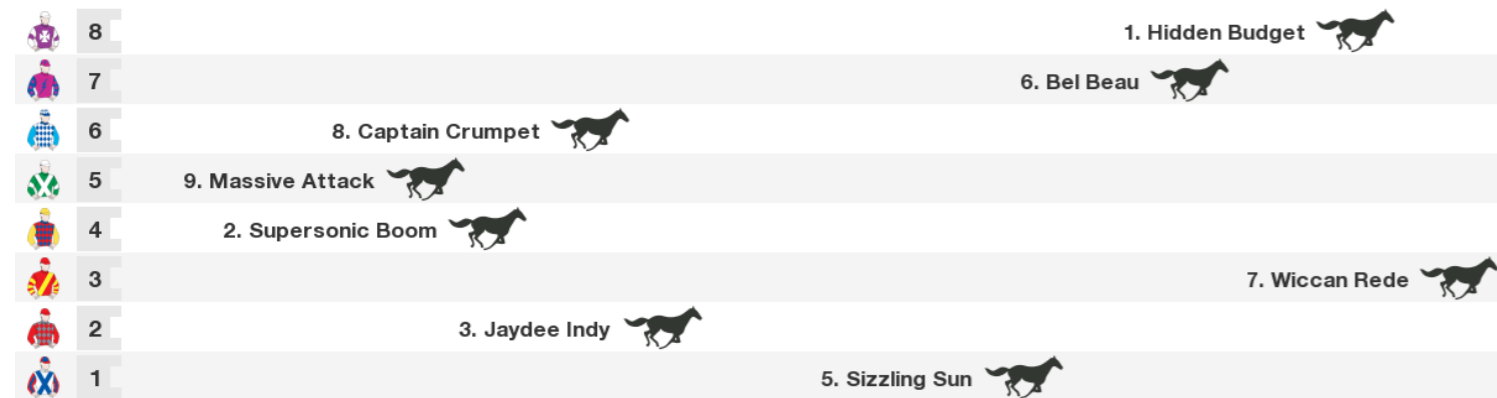 8 1. Hidden Budget
7 6. Bel Beau
6 8. Captain Crumpet
5 9. Massive Attack
4 2. Supersonic Boom
3 7. Wiccan Rede
2 3. Jaydee Indy
1 5. Sizzling Sun